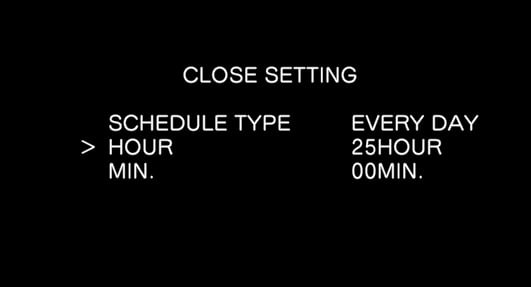 CLOSE SETTING
SCHEDULE TYPE EVERY DAY
> HOUR 25HOUR
MIN. 00MIN.